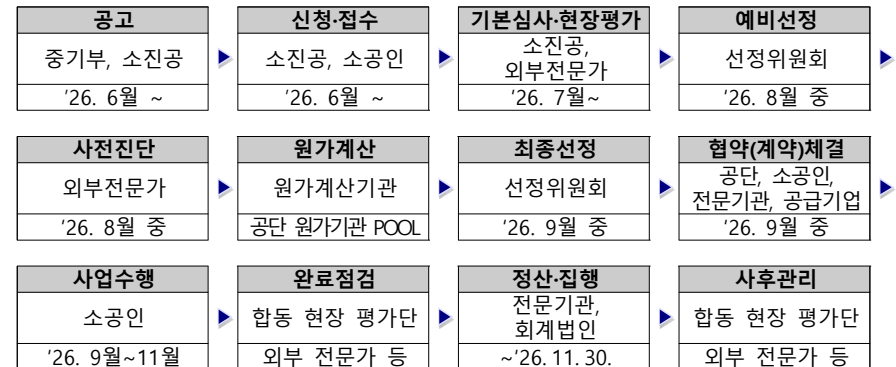 공고
중기부, 소진공
'26. 6월 ~
신청·접수
소진공, 소공인
'26. 6월 ~
기본심사·현장평가
소진공,
외부전문가
'26. 7월~
예비선정
선정위원회
'26. 8월 중
사전진단
외부전문가
'26. 8월 중
원가계산
원가계산기관
공단 원가기관 POOL
최종선정
선정위원회
'26. 9월 중
협약(계약)체결
공단, 소공인,
전문기관, 공급기업
'26. 9월 중
사업수행
소공인
'26. 9월~11월
완료점검
합동 현장 평가단
외부 전문가 등
정산·집행
전문기관,
회계법인
~'26. 11. 30.
사후관리
합동 현장 평가단
외부 전문가 등